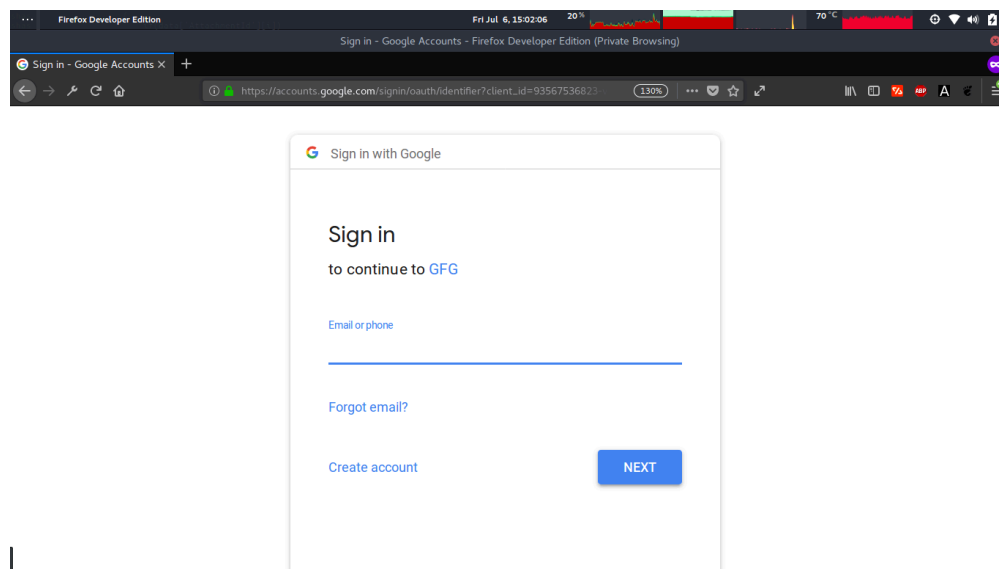 Firefox Developer Edition
Fri Jul 6, 15:02:06
20%
70 °C
Sign in - Google Accounts - Firefox Developer Edition (Private Browsing)
Sign in - Google Accounts
https://accounts.google.com/signin/oauth/identifier?client_id=93567536823
130%
ABP
A
Sign in with Google
Sign in
to continue to GFG
Email or phone
Forgot email?
Create account
NEXT